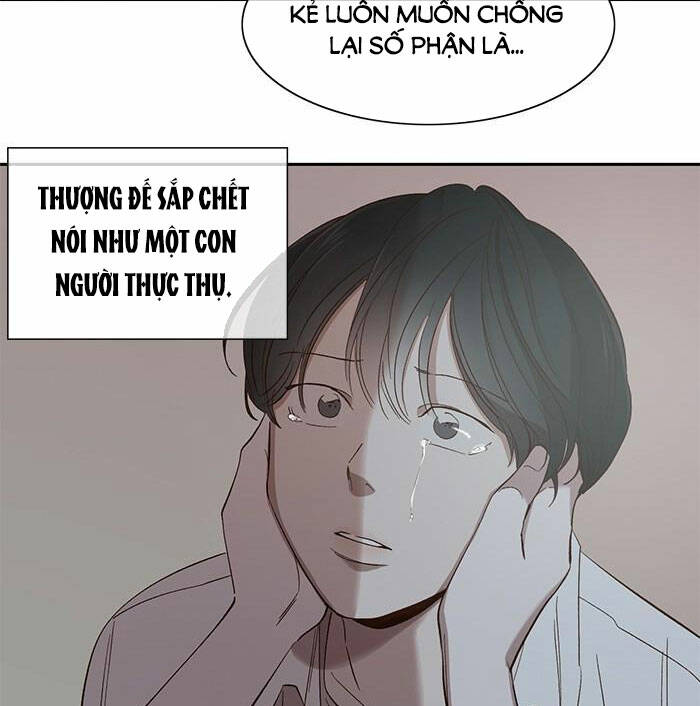 KẺ LUÔN MUỐN CHỐNG
LẠI SỐ PHẬN LÀ...
THƯỢNG ĐẾ SẮP CHẾT
NÓI NHƯ MỘT CON
NGƯỜI THỰC THỤ.